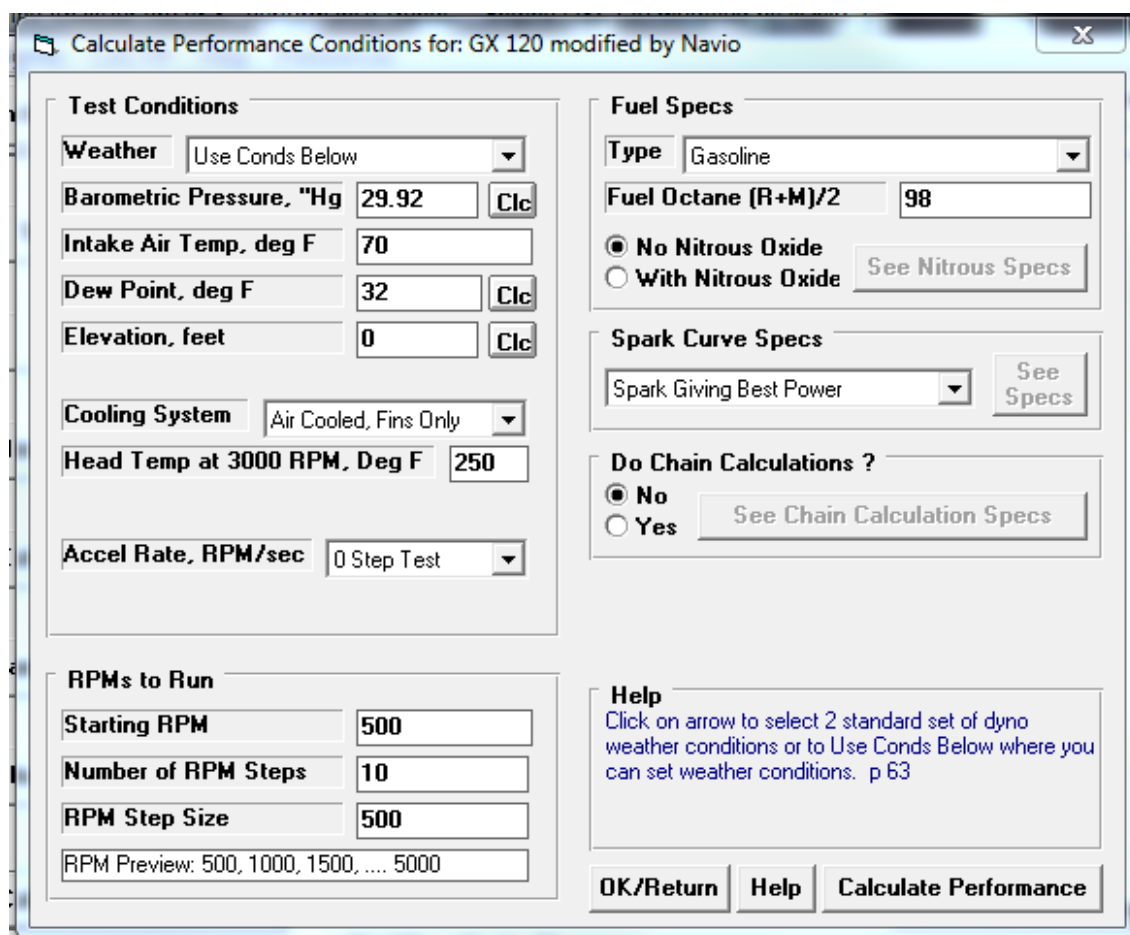 Calculate Performance Conditions for: GX 120 modified by Navio
Test Conditions
Weather Use Conds Below
Barometric Pressure, "Hg 29.92 Clc
Intake Air Temp, deg F 70
Dew Point, deg F 32 Clc
Elevation, feet 0 Clc
Cooling System Air Cooled, Fins Only
Head Temp at 3000 RPM, Deg F 250
Accel Rate, RPM/sec 0 Step Test
RPMs to Run
Starting RPM 500
Number of RPM Steps 10
RPM Step Size 500
RPM Preview: 500, 1000, 1500, .... 5000
Fuel Specs
Type Gasoline
Fuel Octane (R+M)/2 98
No Nitrous Oxide
With Nitrous Oxide
See Nitrous Specs
Spark Curve Specs
Spark Giving Best Power
See
Specs
Do Chain Calculations ?
No
Yes
See Chain Calculation Specs
Help
Click on arrow to select 2 standard set of dyno
weather conditions or to Use Conds Below where you
can set weather conditions. p 63
OK/Return Help Calculate Performance